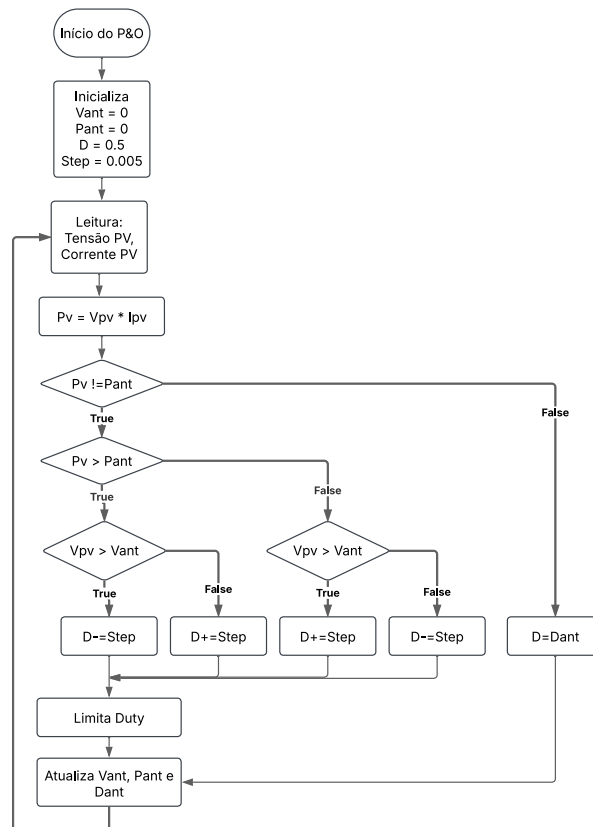 Início do P&O
Inicializa
Vant = 0
Pant = 0
D = 0.5
Step = 0.005
Leitura:
Tensão PV,
Corrente PV
Pv = Vpv * Ipv
Pv !=Pant
True
False
Pv > Pant
True
False
Vpv > Vant
Vpv > Vant
True
False
True
False
D-=Step
D+=Step
D+=Step
D-=Step
D=Dant
Limita Duty
Atualiza Vant, Pant e
Dant